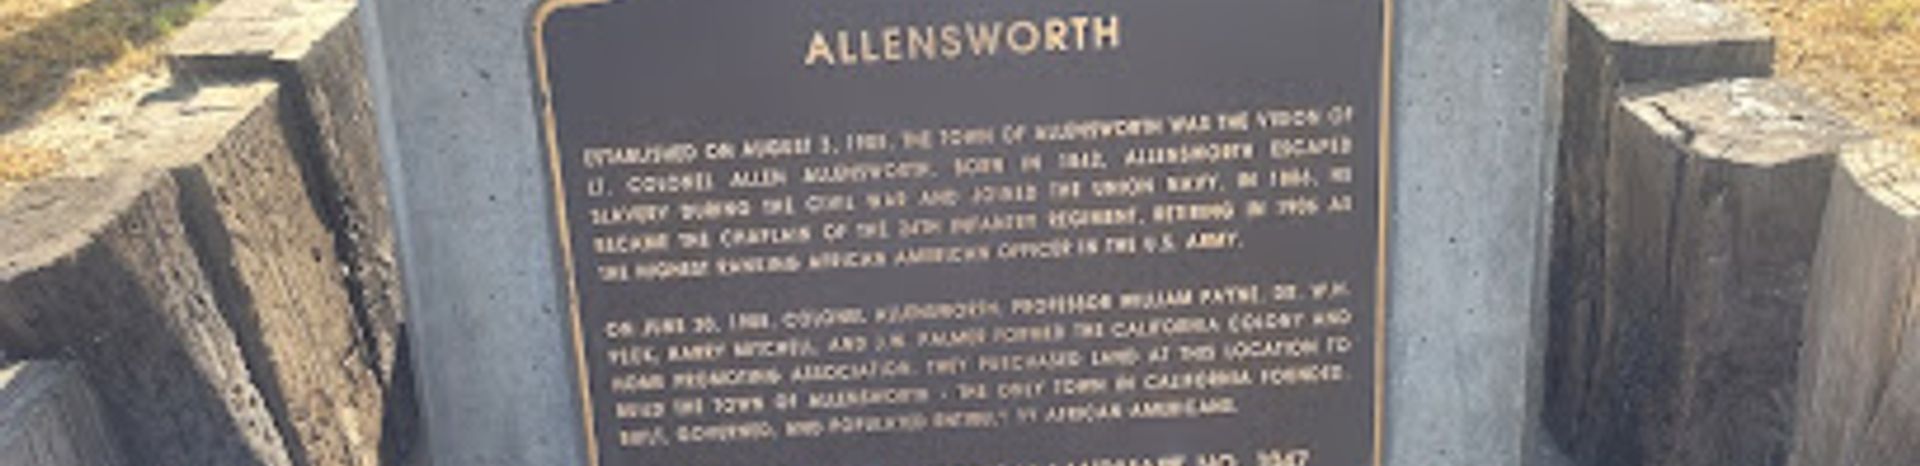 ALLENSWORTH
ESTABLISHED ON AUGUST 3, 1908, THE TOWN OF ALLENSWORTH WAS THE VISION OF
LT. COLONEL ALLEN ALLENSWORTH. BORN IN 1842, ALLENSWORTH ESCAPED
SLAVERY DURING THE CIVIL WAR AND JOINED THE UNION NAVY. IN 1886, HE
BECAME THE CHAPLAIN OF THE 24TH INFANTRY REGIMENT, RETIRING IN 1906 AS
THE HIGHEST RANKING AFRICAN AMERICAN OFFICER IN THE U.S. ARMY.
ON JUNE 30, 1908, COLONEL ALLENSWORTH, PROFESSOR WILLIAM PAYNE, DR. W.H.
PECK, HARRY MITCHELL, AND J.W. PALMER FORMED THE CALIFORNIA COLONY AND
HOME PROMOTING ASSOCIATION. THEY PURCHASED LAND AT THIS LOCATION TO
BUILD THE TOWN OF ALLENSWORTH - THE ONLY TOWN IN CALIFORNIA FOUNDED,
BUILT, GOVERNED, AND POPULATED ENTIRELY BY AFRICAN-AMERICANS.
LANDMARK NO. 1047